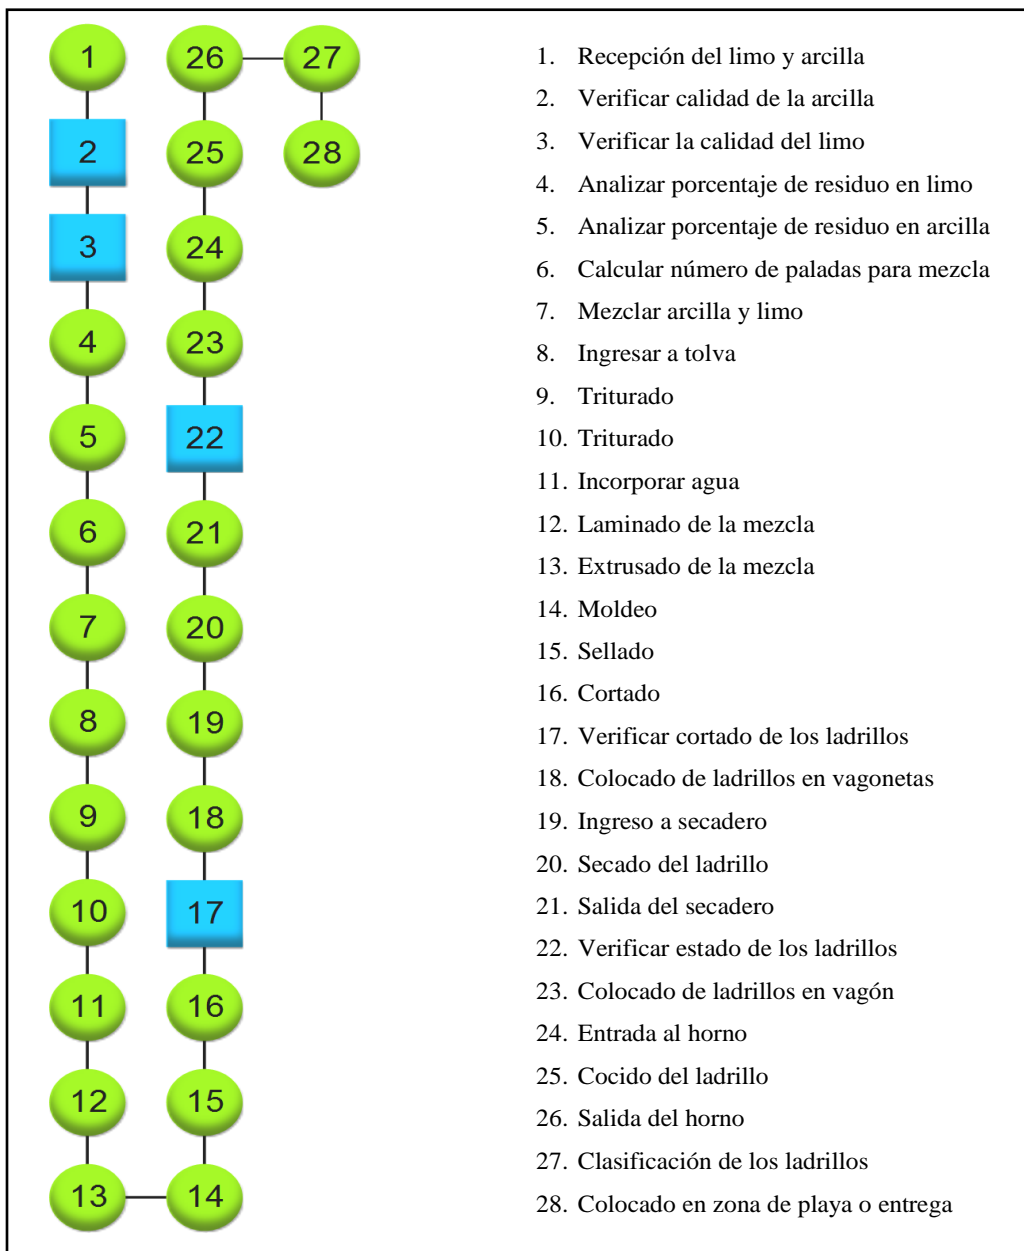 1
2
3
4
5
6
7
8
9
10
11
12
13
14
15
16
17
18
19
20
21
22
23
24
25
26
27
28
1. Recepción del limo y arcilla
2. Verificar calidad de la arcilla
3. Verificar la calidad del limo
4. Analizar porcentaje de residuo en limo
5. Analizar porcentaje de residuo en arcilla
6. Calcular número de paladas para mezcla
7. Mezclar arcilla y limo
8. Ingresar a tolva
9. Triturado
10. Triturado
11. Incorporar agua
12. Laminado de la mezcla
13. Extrusado de la mezcla
14. Moldeo
15. Sellado
16. Cortado
17. Verificar cortado de los ladrillos
18. Colocado de ladrillos en vagonetas
19. Ingreso a secadero
20. Secado del ladrillo
21. Salida del secadero
22. Verificar estado de los ladrillos
23. Colocado de ladrillos en vagón
24. Entrada al horno
25. Cocido del ladrillo
26. Salida del horno
27. Clasificación de los ladrillos
28. Colocado en zona de playa o entrega